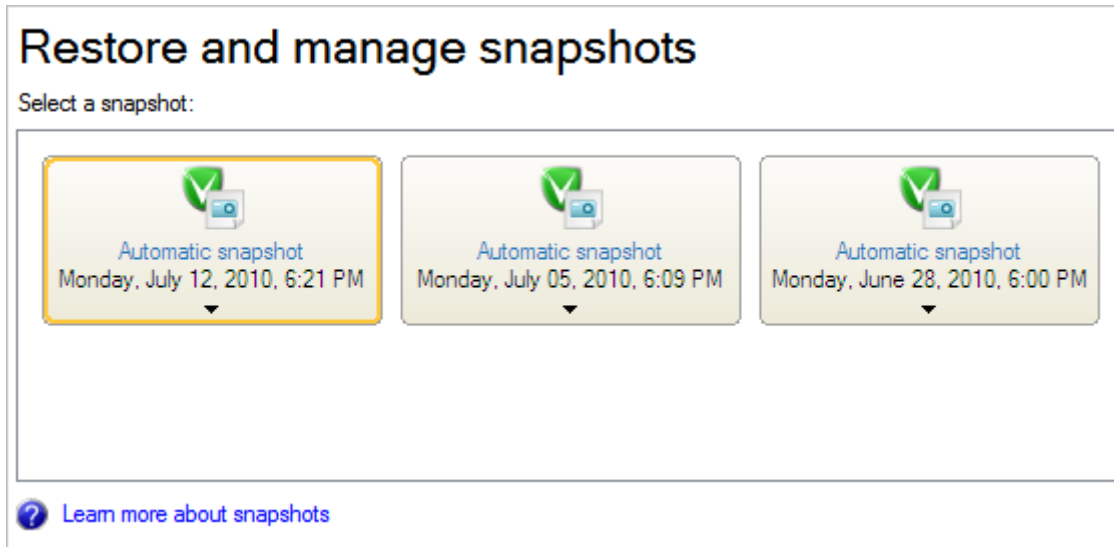 Restore and manage snapshots
Select a snapshot:
Automatic snapshot
Monday, July 12, 2010, 6:21 PM
Automatic snapshot
Monday, July 05, 2010, 6:09 PM
Automatic snapshot
Monday, June 28, 2010, 6:00 PM
? Learn more about snapshots